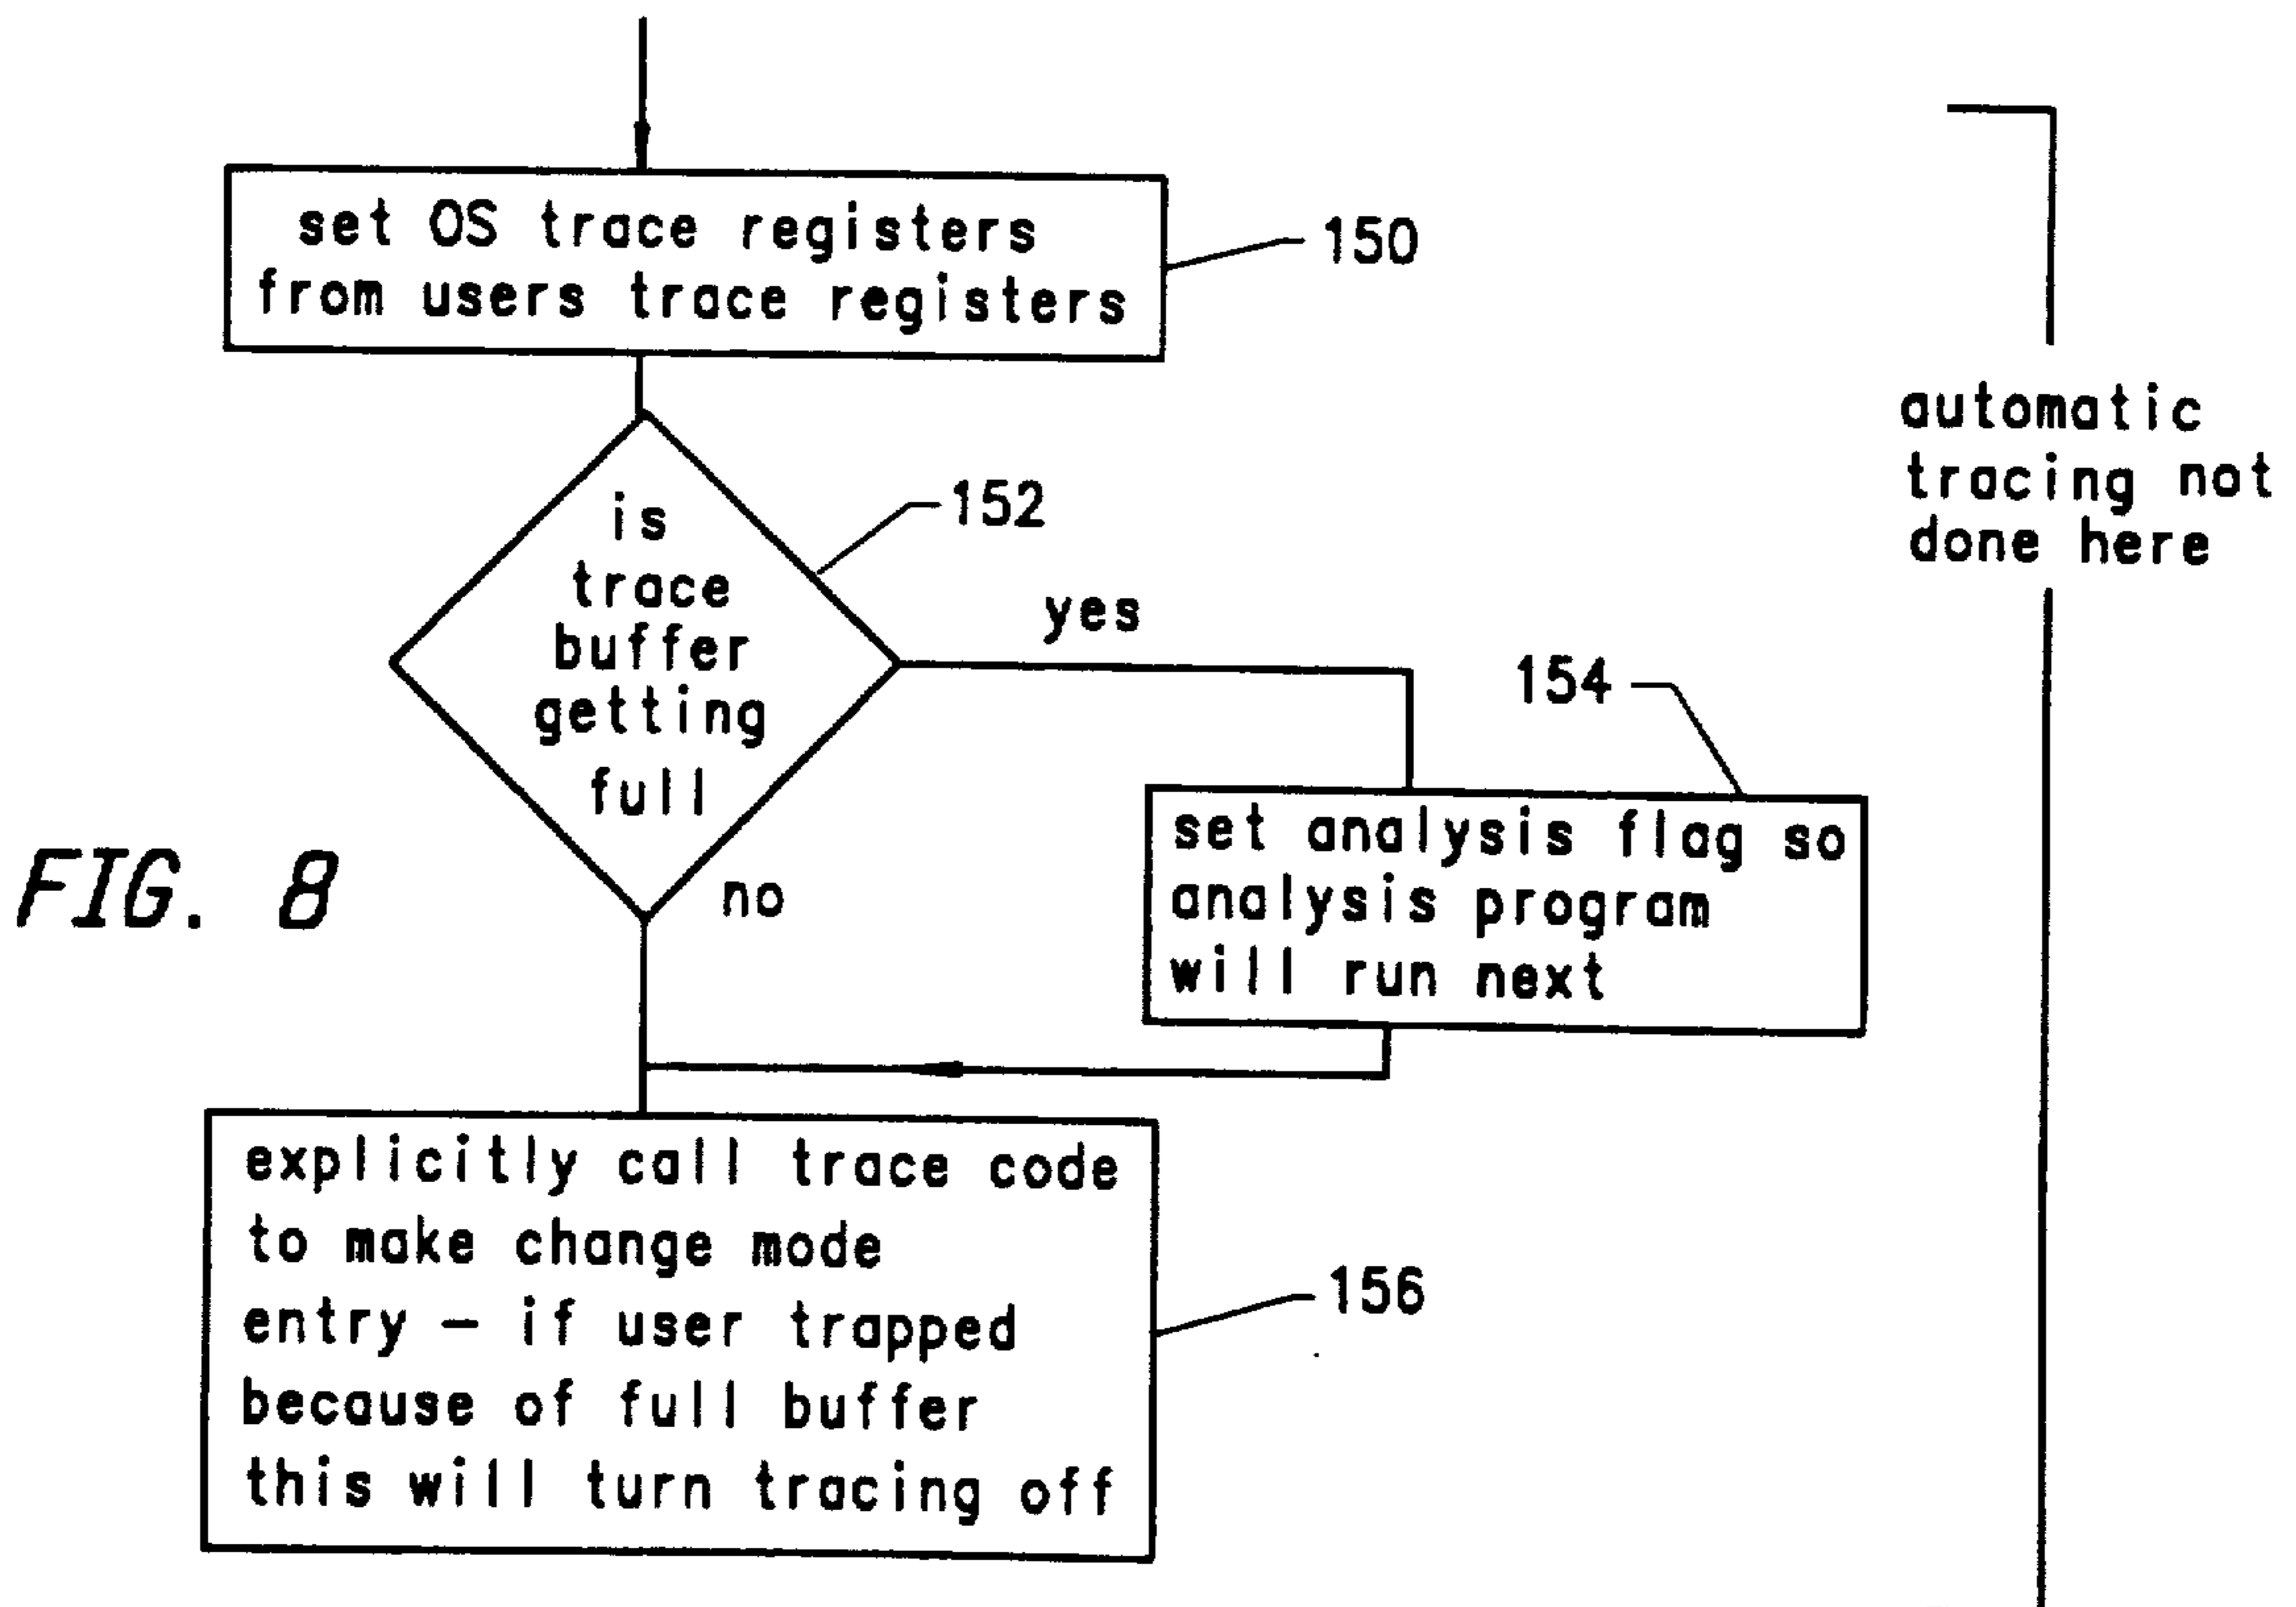 set OS trace registers
from users trace registers
150
is
trace
buffer
getting
full
152
yes
no
154
set analysis flag so
analysis program
will run next
explicitly call trace code
to make change mode
entry — if user trapped
because of full buffer
this will turn tracing off
156
automatic
tracing not
done here
FIG. 8